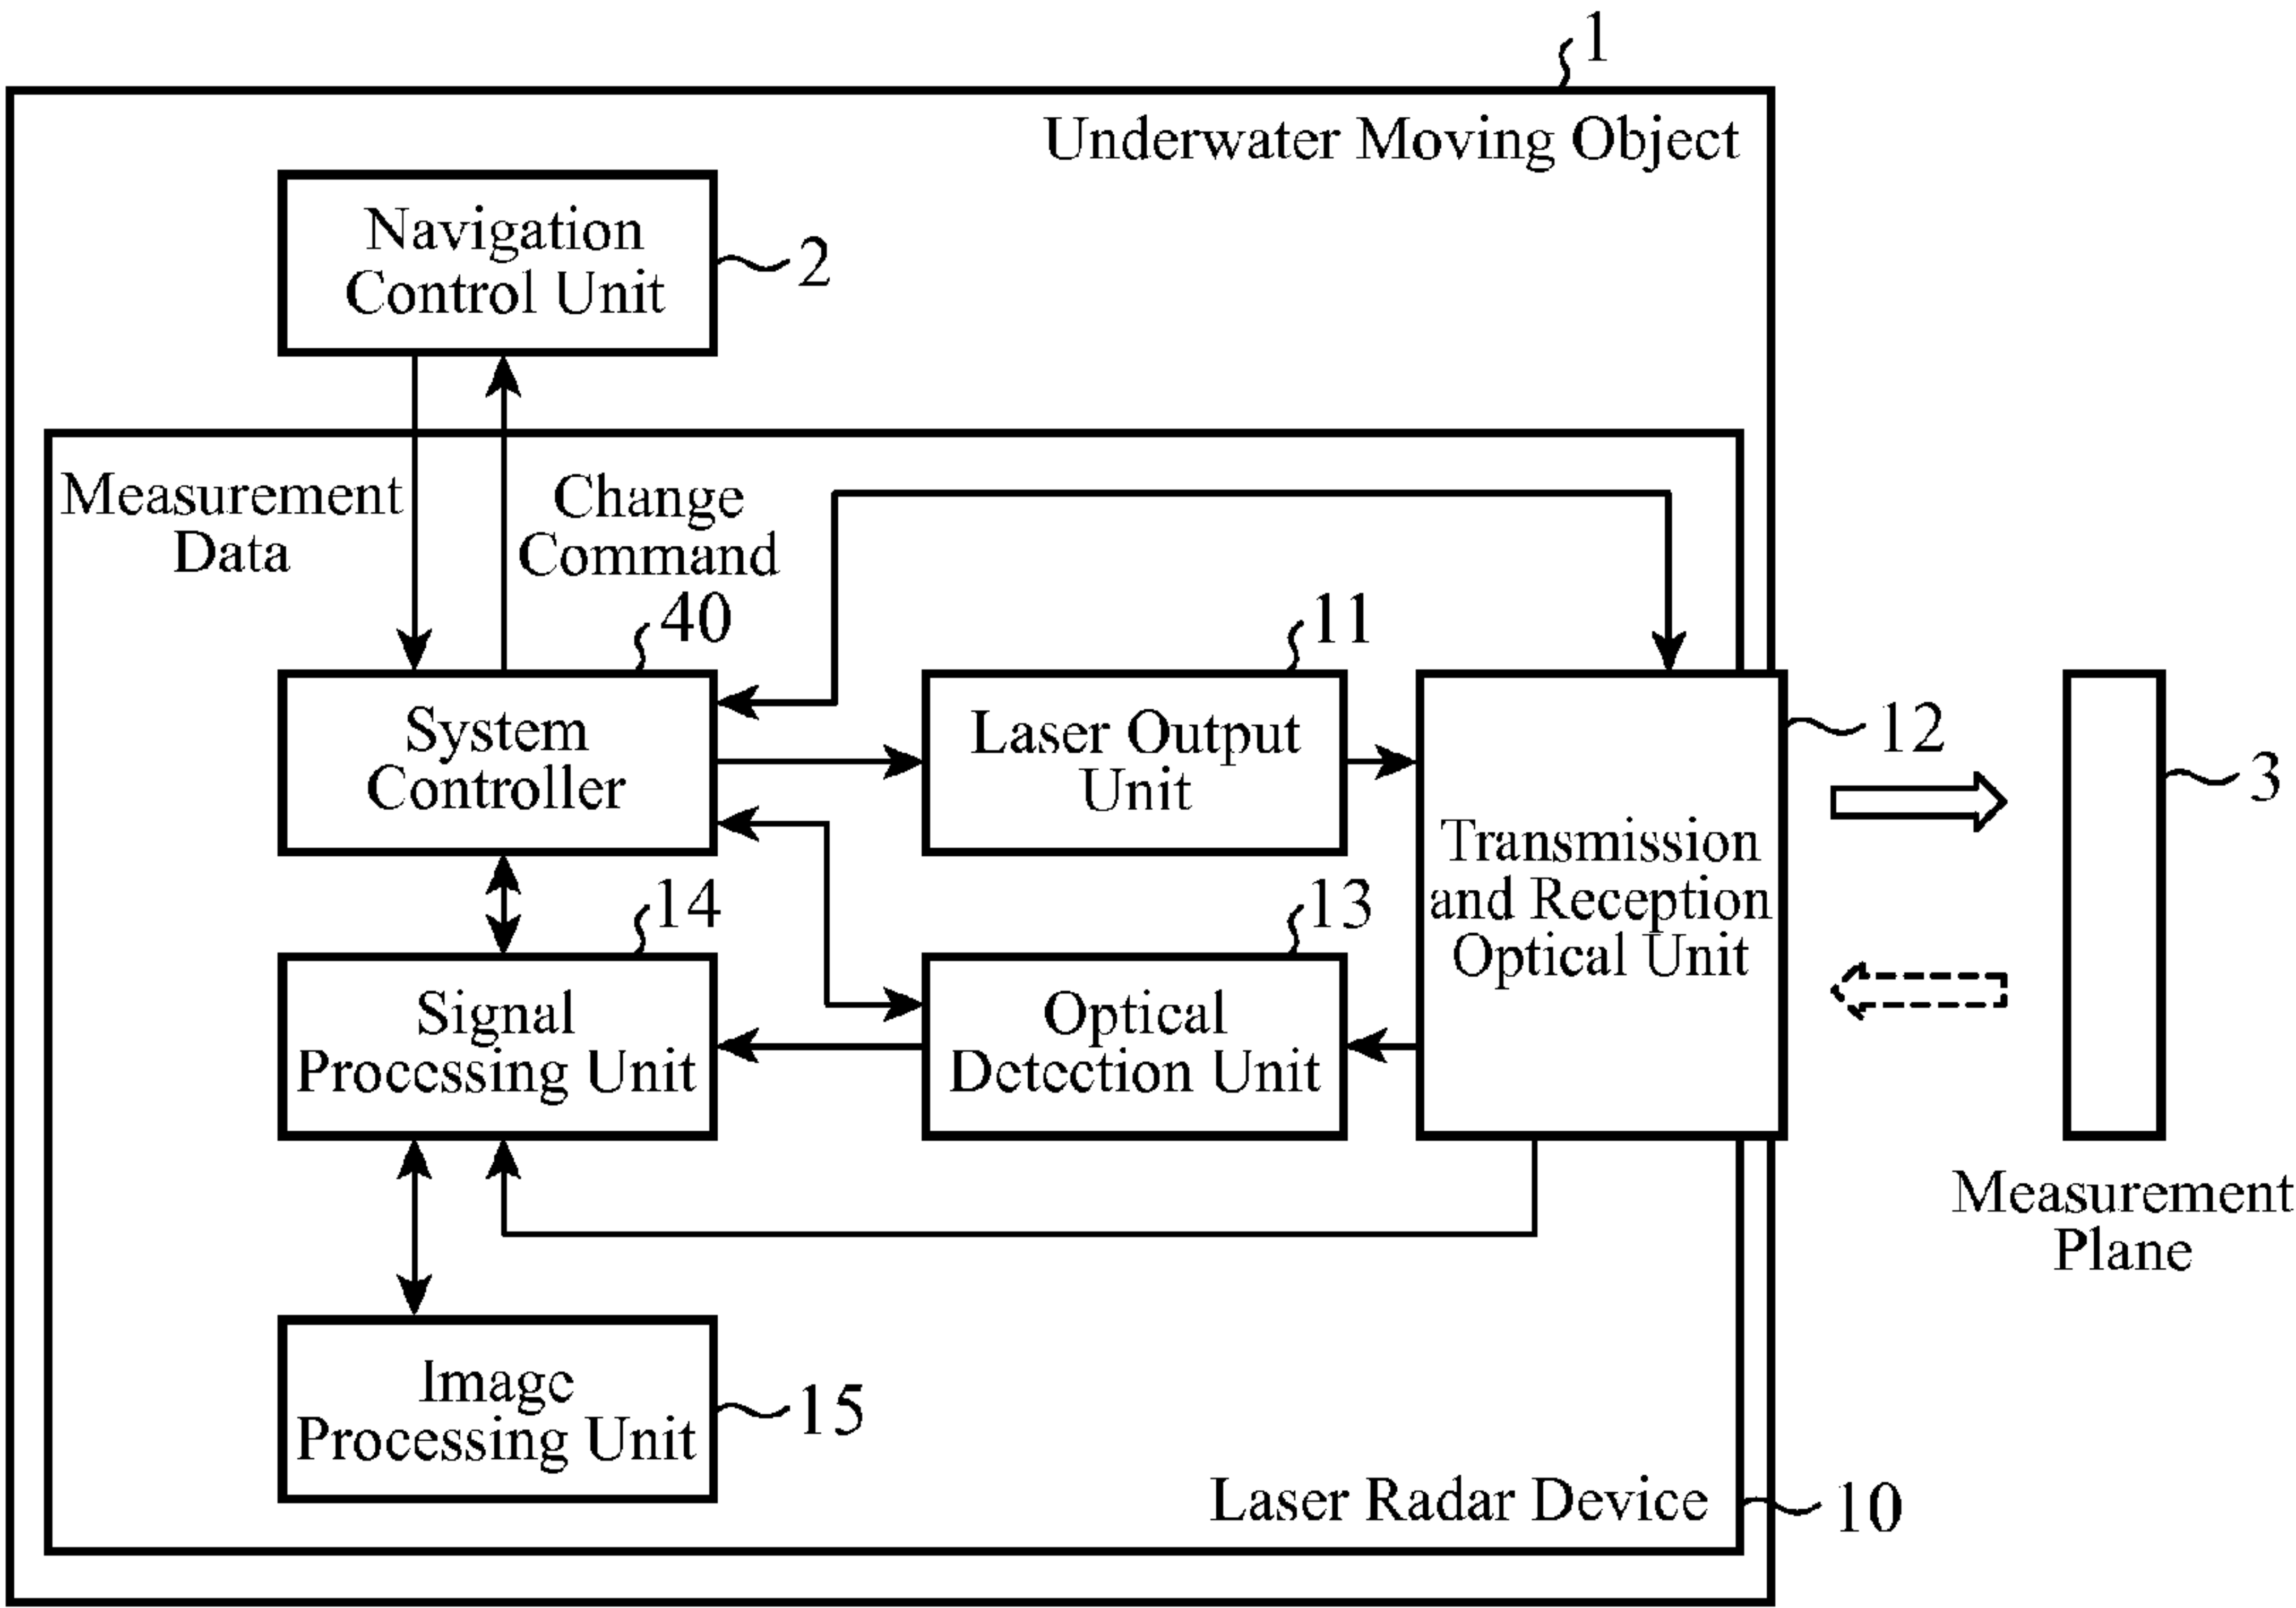 1
Underwater Moving Object
Navigation
Control Unit
2
Measurement
Data
Change
Command
40
11
System
Controller
Laser Output
Unit
12
3
Transmission
and Reception
Optical Unit
14
13
Signal
Processing Unit
Optical
Detection Unit
Measurement
Plane
Image
Processing Unit
15
Laser Radar Device
10